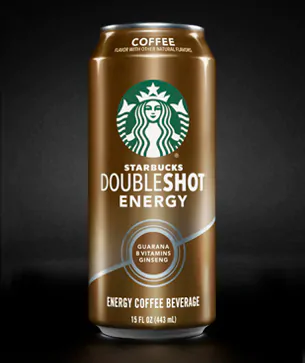 COFFEE
FLAVOR WITH OTHER NATURAL FLAVORS.
STARBUCKS
DOUBLESHOT
ENERGY
GUARANA
B VITAMINS
GINSENG
ENERGY COFFEE BEVERAGE
15 FL OZ (443 mL)